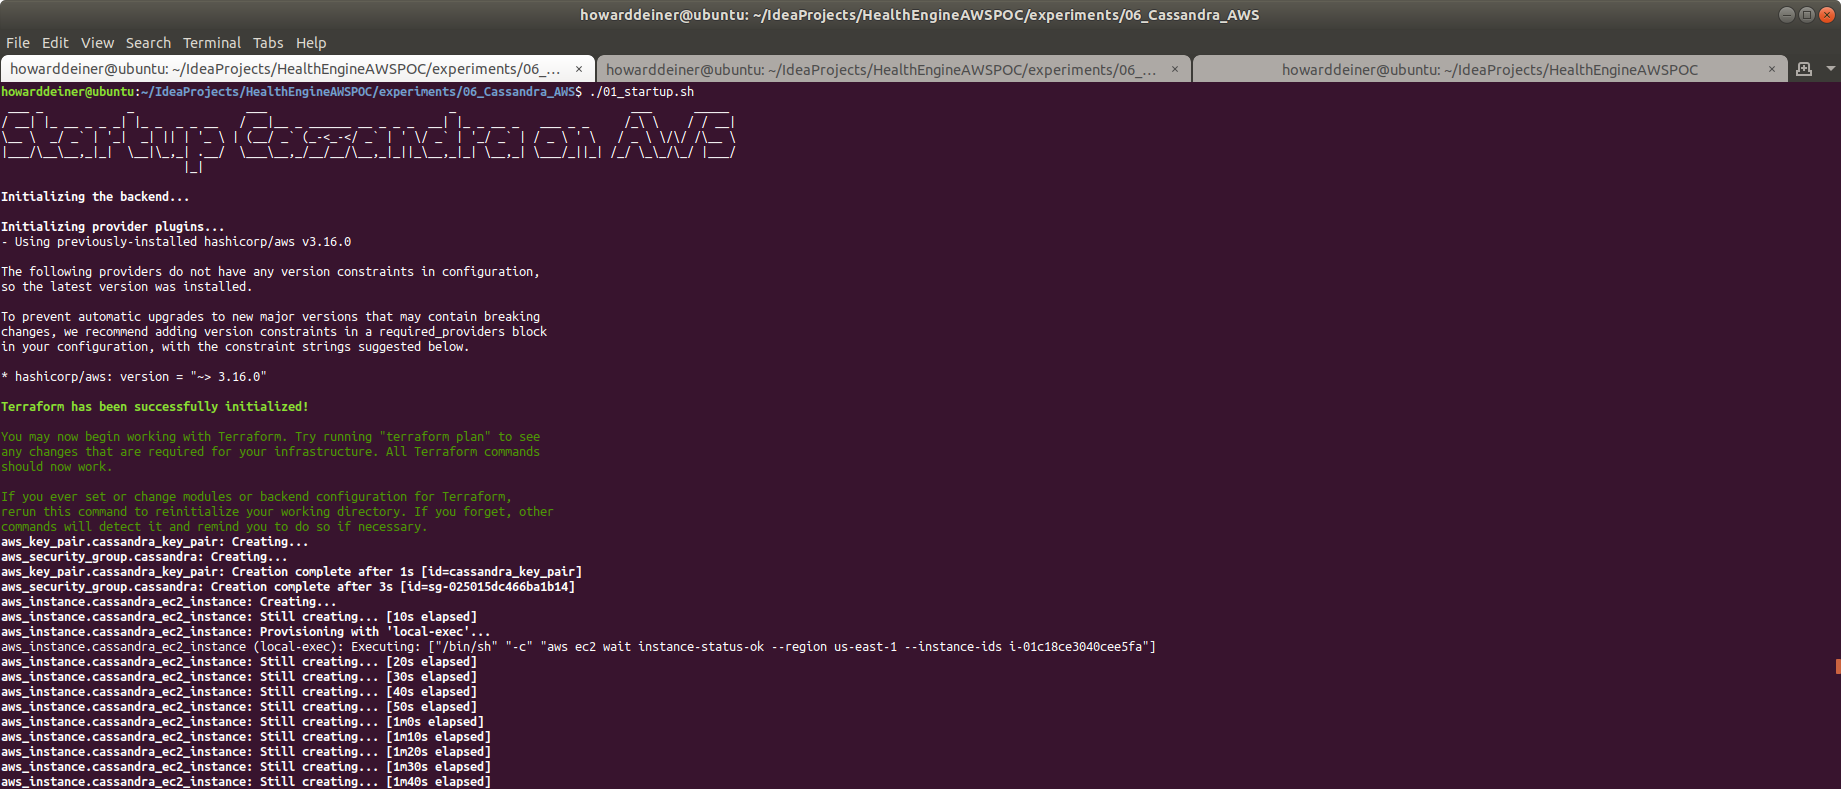 howarddeiner@ubuntu: ~/IdeaProjects/HealthEngineAWSPOC/experiments/06_Cassandra_AWS
File Edit View Search Terminal Tabs Help
howarddeiner@ubuntu: ~/IdeaProjects/HealthEngineAWSPOC/experiments/06_... × howarddeiner@ubuntu: ~/IdeaProjects/HealthEngineAWSPOC/experiments/06_... × howarddeiner@ubuntu: ~/IdeaProjects/HealthEngineAWSPOC ×
howarddeiner@ubuntu:~/IdeaProjects/HealthEngineAWSPOC/experiments/06_Cassandra_AWS$ ./01_startup.sh
Startup Cassandra on AWS
Initializing the backend...
Initializing provider plugins...
- Using previously-installed hashicorp/aws v3.16.0
The following providers do not have any version constraints in configuration,
so the latest version was installed.
To prevent automatic upgrades to new major versions that may contain breaking
changes, we recommend adding version constraints in a required_providers block
in your configuration, with the constraint strings suggested below.
* hashicorp/aws: version = "~> 3.16.0"
Terraform has been successfully initialized!
You may now begin working with Terraform. Try running "terraform plan" to see
any changes that are required for your infrastructure. All Terraform commands
should now work.
If you ever set or change modules or backend configuration for Terraform,
rerun this command to reinitialize your working directory. If you forget, other
commands will detect it and remind you to do so if necessary.
aws_key_pair.cassandra_key_pair: Creating...
aws_security_group.cassandra: Creating...
aws_key_pair.cassandra_key_pair: Creation complete after 1s [id=cassandra_key_pair]
aws_security_group.cassandra: Creation complete after 3s [id=sg-025015dc466ba1b14]
aws_instance.cassandra_ec2_instance: Creating...
aws_instance.cassandra_ec2_instance: Still creating... [10s elapsed]
aws_instance.cassandra_ec2_instance: Provisioning with 'local-exec'...
aws_instance.cassandra_ec2_instance (local-exec): Executing: ["/bin/sh" "-c" "aws ec2 wait instance-status-ok --region us-east-1 --instance-ids i-01c18ce3040cee5fa"]
aws_instance.cassandra_ec2_instance: Still creating... [20s elapsed]
aws_instance.cassandra_ec2_instance: Still creating... [30s elapsed]
aws_instance.cassandra_ec2_instance: Still creating... [40s elapsed]
aws_instance.cassandra_ec2_instance: Still creating... [50s elapsed]
aws_instance.cassandra_ec2_instance: Still creating... [1m0s elapsed]
aws_instance.cassandra_ec2_instance: Still creating... [1m10s elapsed]
aws_instance.cassandra_ec2_instance: Still creating... [1m20s elapsed]
aws_instance.cassandra_ec2_instance: Still creating... [1m30s elapsed]
aws_instance.cassandra_ec2_instance: Still creating... [1m40s elapsed]